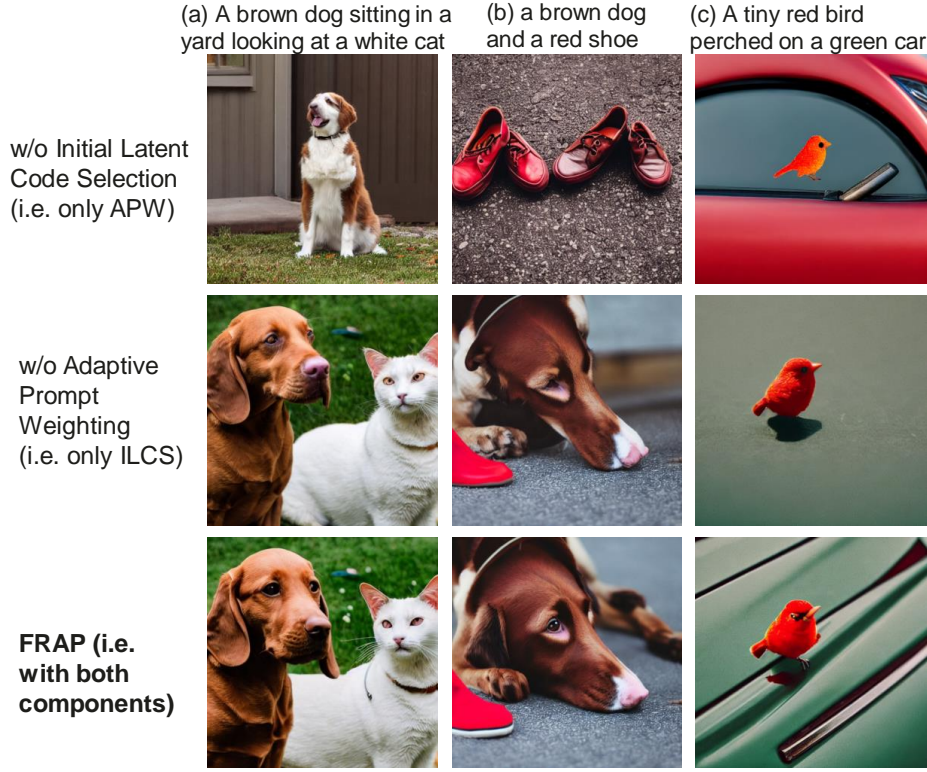 (a) A brown dog sitting in a
yard looking at a white cat
(b) a brown dog
and a red shoe
(c) A tiny red bird
perched on a green car
w/o Initial Latent
Code Selection
(i.e. only APW)
w/o Adaptive
Prompt
Weighting
(i.e. only ILCS)
FRAP (i.e.
with both
components)